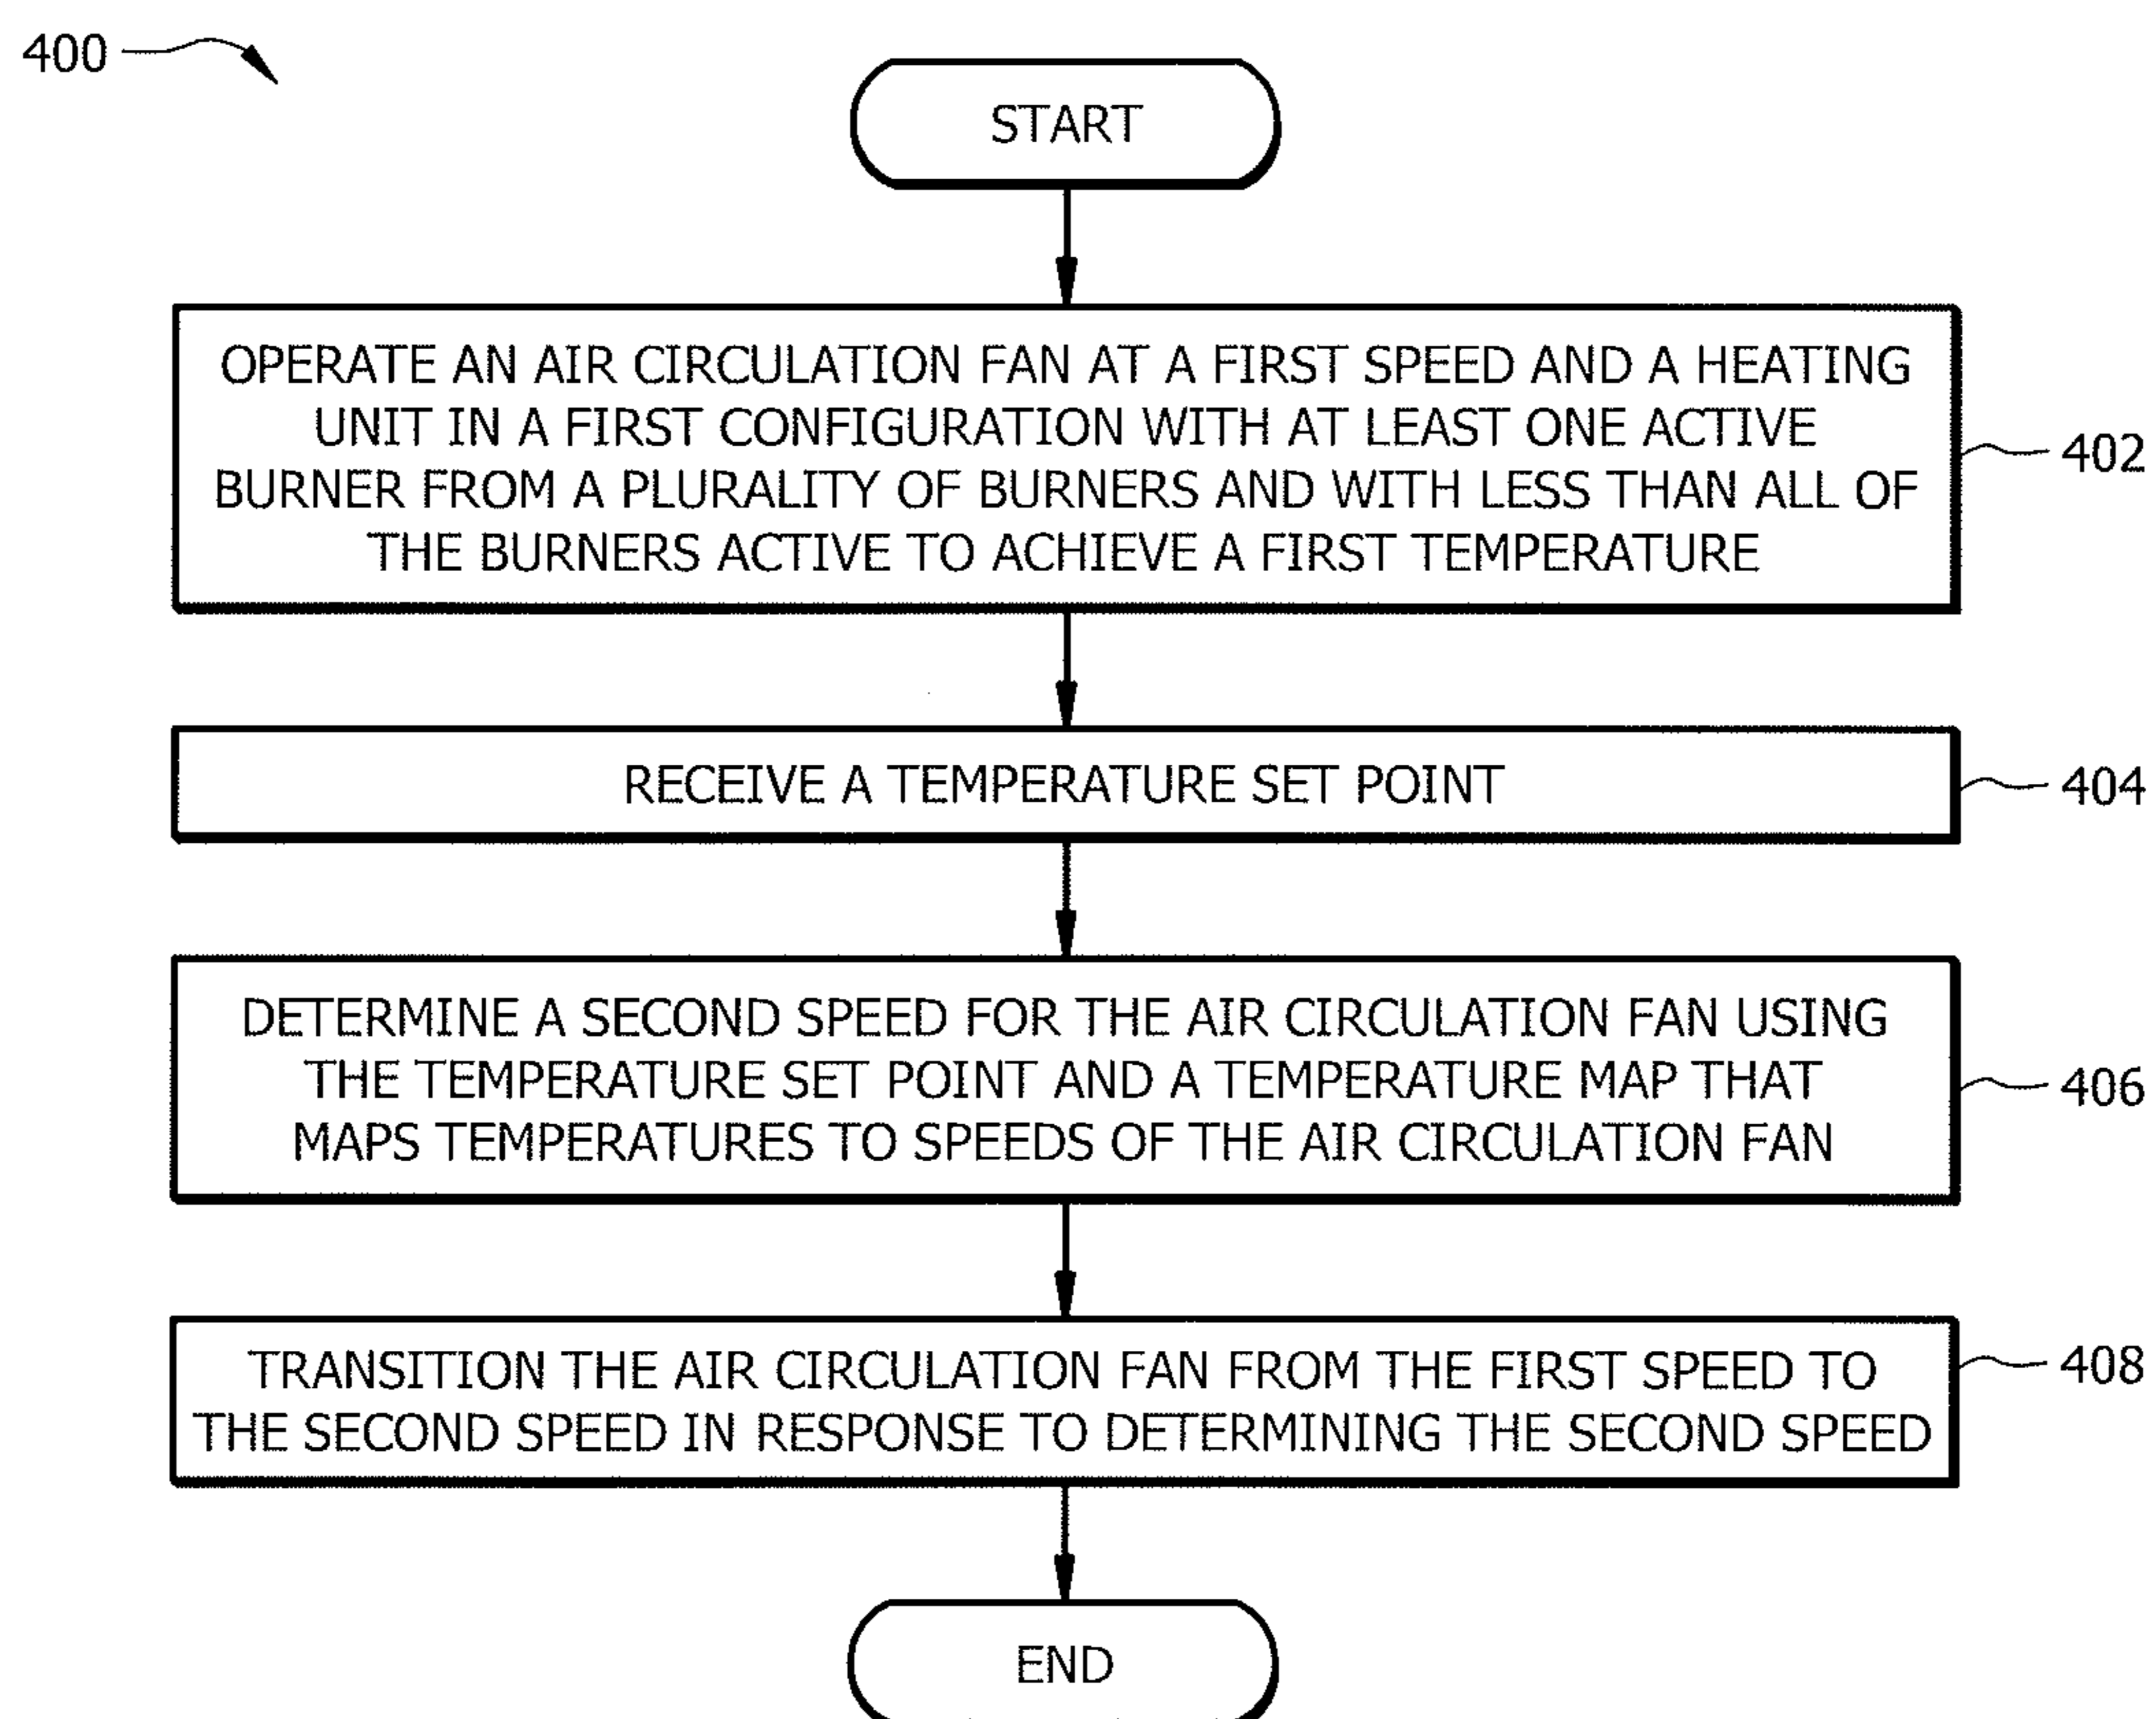 400
START
OPERATE AN AIR CIRCULATION FAN AT A FIRST SPEED AND A HEATING
UNIT IN A FIRST CONFIGURATION WITH AT LEAST ONE ACTIVE
BURNER FROM A PLURALITY OF BURNERS AND WITH LESS THAN ALL OF
THE BURNERS ACTIVE TO ACHIEVE A FIRST TEMPERATURE
402
RECEIVE A TEMPERATURE SET POINT
404
DETERMINE A SECOND SPEED FOR THE AIR CIRCULATION FAN USING
THE TEMPERATURE SET POINT AND A TEMPERATURE MAP THAT
MAPS TEMPERATURES TO SPEEDS OF THE AIR CIRCULATION FAN
406
TRANSITION THE AIR CIRCULATION FAN FROM THE FIRST SPEED TO
THE SECOND SPEED IN RESPONSE TO DETERMINING THE SECOND SPEED
408
END